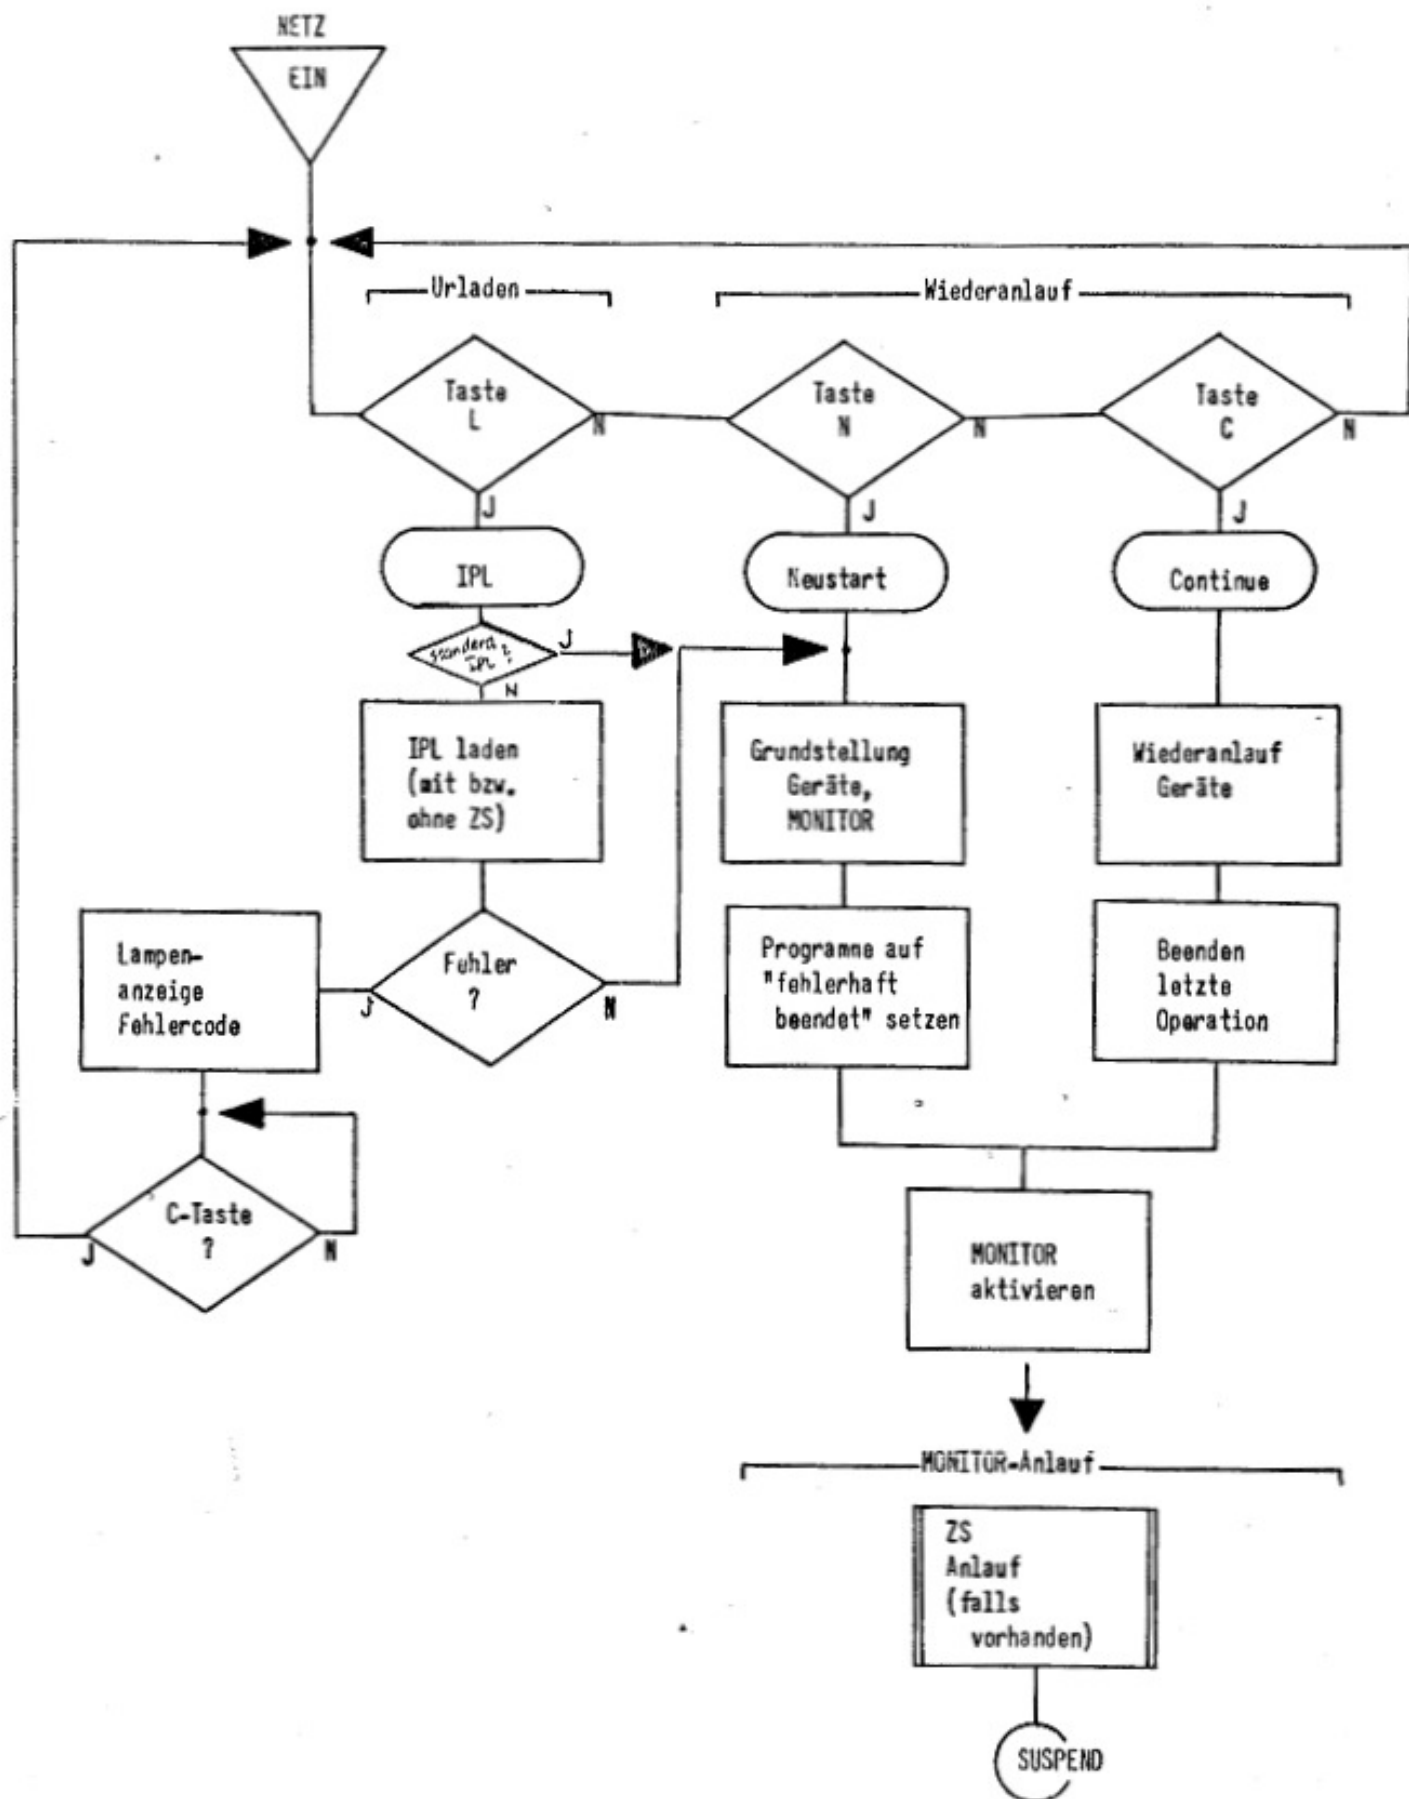 NETZ
EIN
Urladen
Wiederanlauf
Taste
L
N
Taste
N
N
Taste
C
N
J
J
J
IPL
Neustart
Continue
IPL ?
J
N
IPL laden
(mit bzw.
ohne ZS)
Grundstellung
Geräte,
MONITOR
Wiederanlauf
Geräte
Lampen-
anzeige
Fehlercode
Fehler
?
J
N
Programme auf
"fehlerhaft
beendet" setzen
Beenden
letzte
Operation
C-Taste
?
J
N
MONITOR
aktivieren
MONITOR-Anlauf
ZS
Anlauf
(falls
vorhanden)
SUSPEND